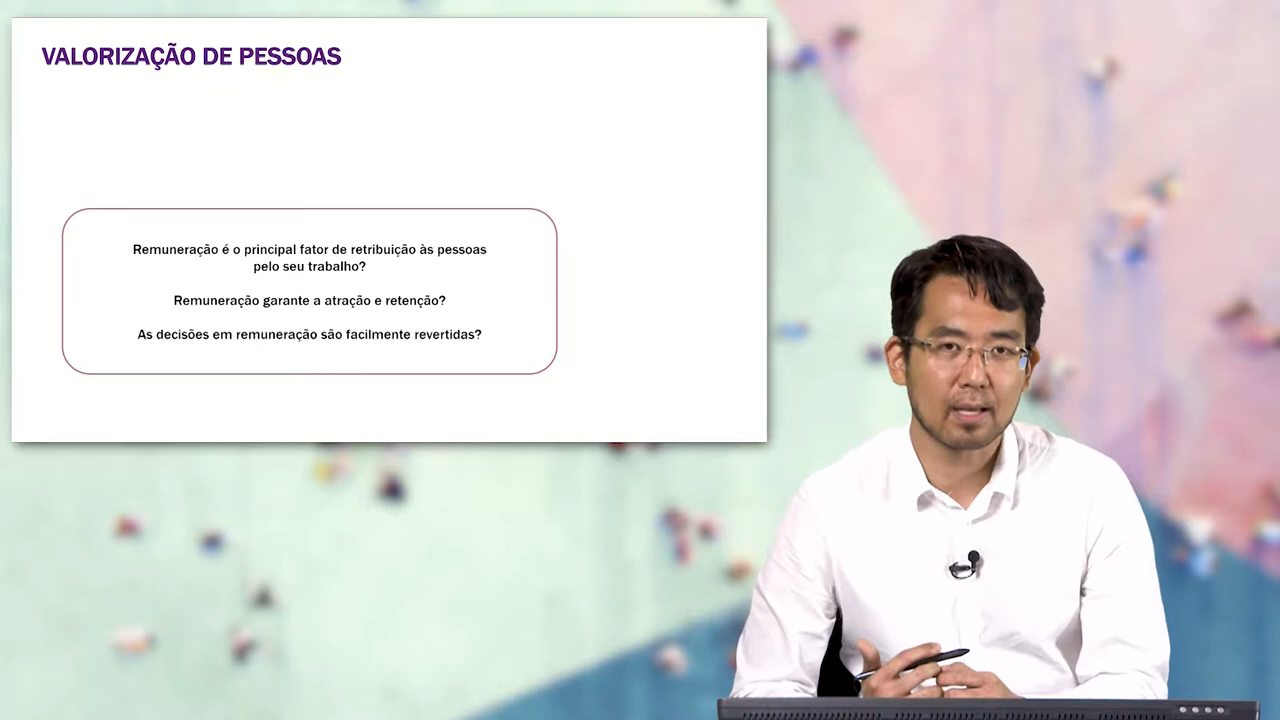 VALORIZAÇÃO DE PESSOAS
Remuneração é o principal fator de retribuição às pessoas
pelo seu trabalho?
Remuneração garante a atração e retenção?
As decisões em remuneração são facilmente revertidas?